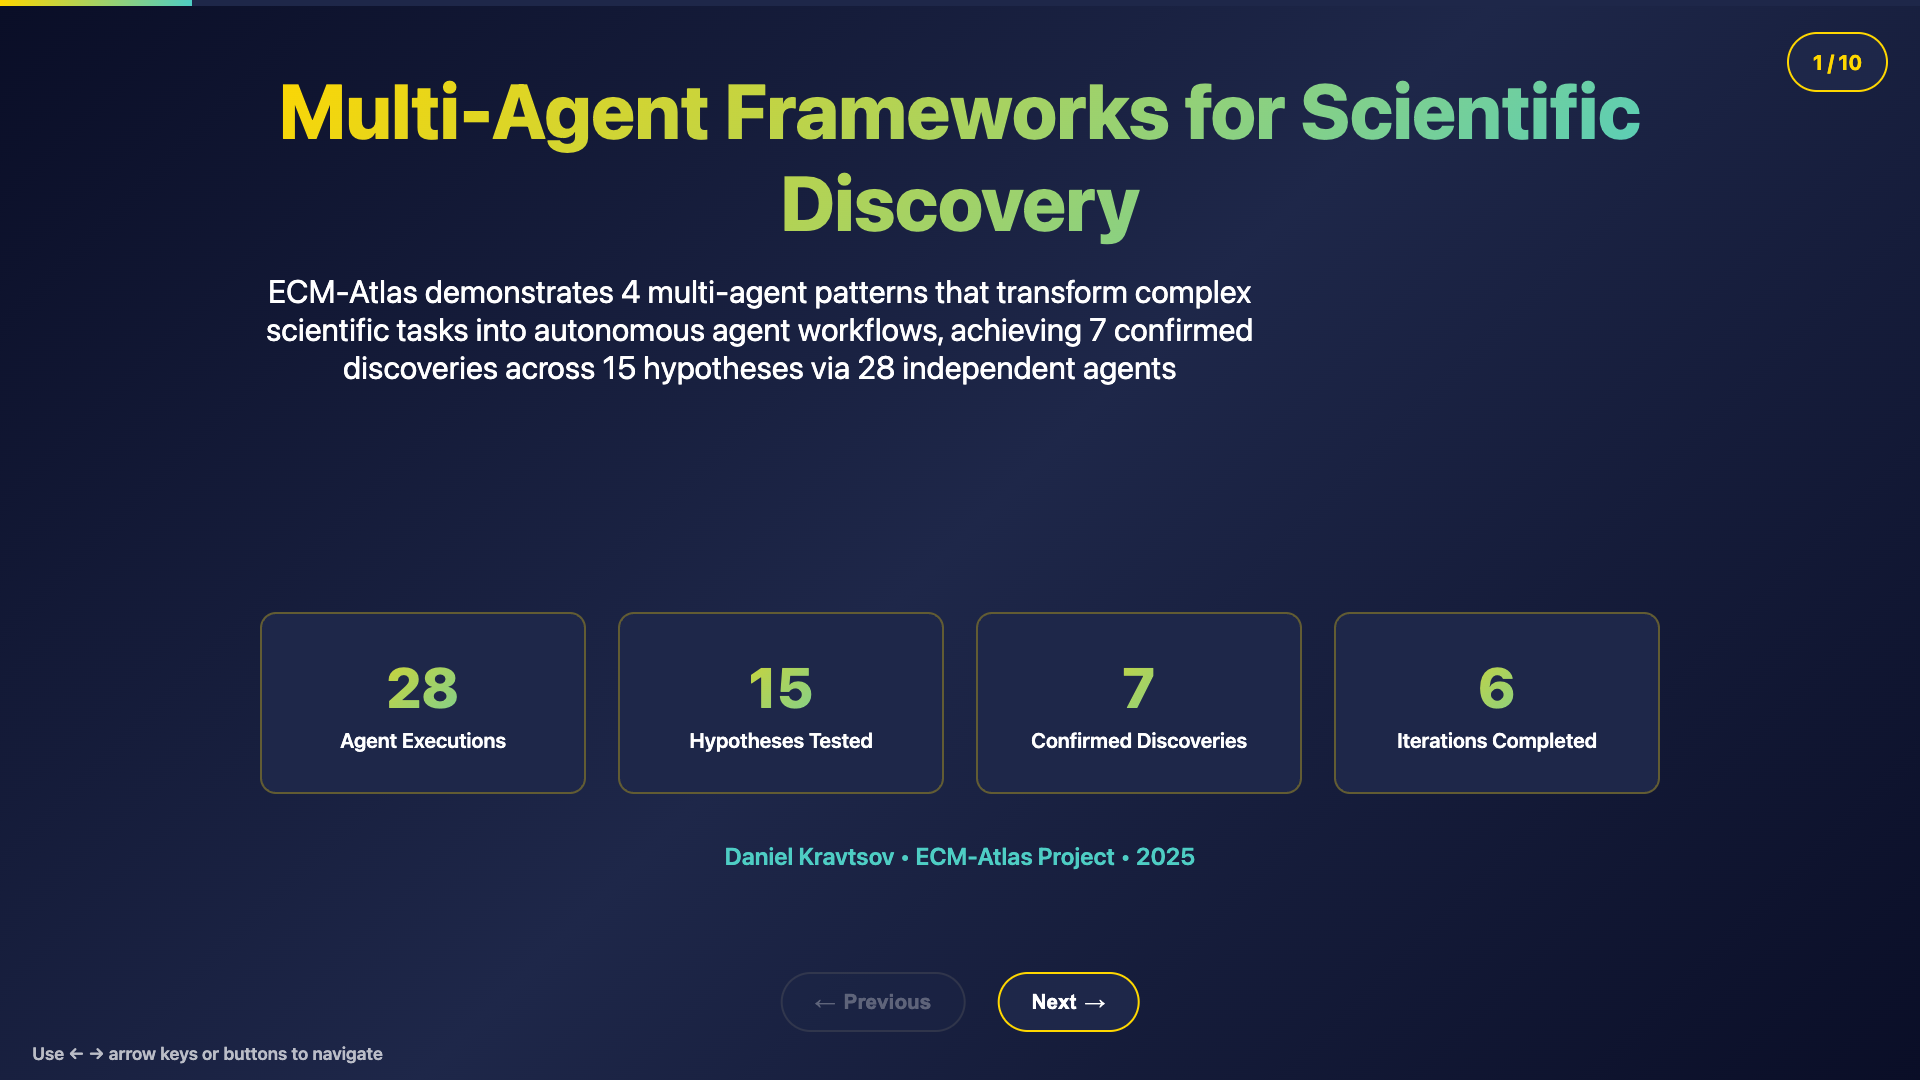 1 / 10
Multi-Agent Frameworks for Scientific
Discovery
ECM-Atlas demonstrates 4 multi-agent patterns that transform complex
scientific tasks into autonomous agent workflows, achieving 7 confirmed
discoveries across 15 hypotheses via 28 independent agents
28
Agent Executions
15
Hypotheses Tested
7
Confirmed Discoveries
6
Iterations Completed
Daniel Kravtsov • ECM-Atlas Project • 2025
← Previous
Next →
Use ← → arrow keys or buttons to navigate